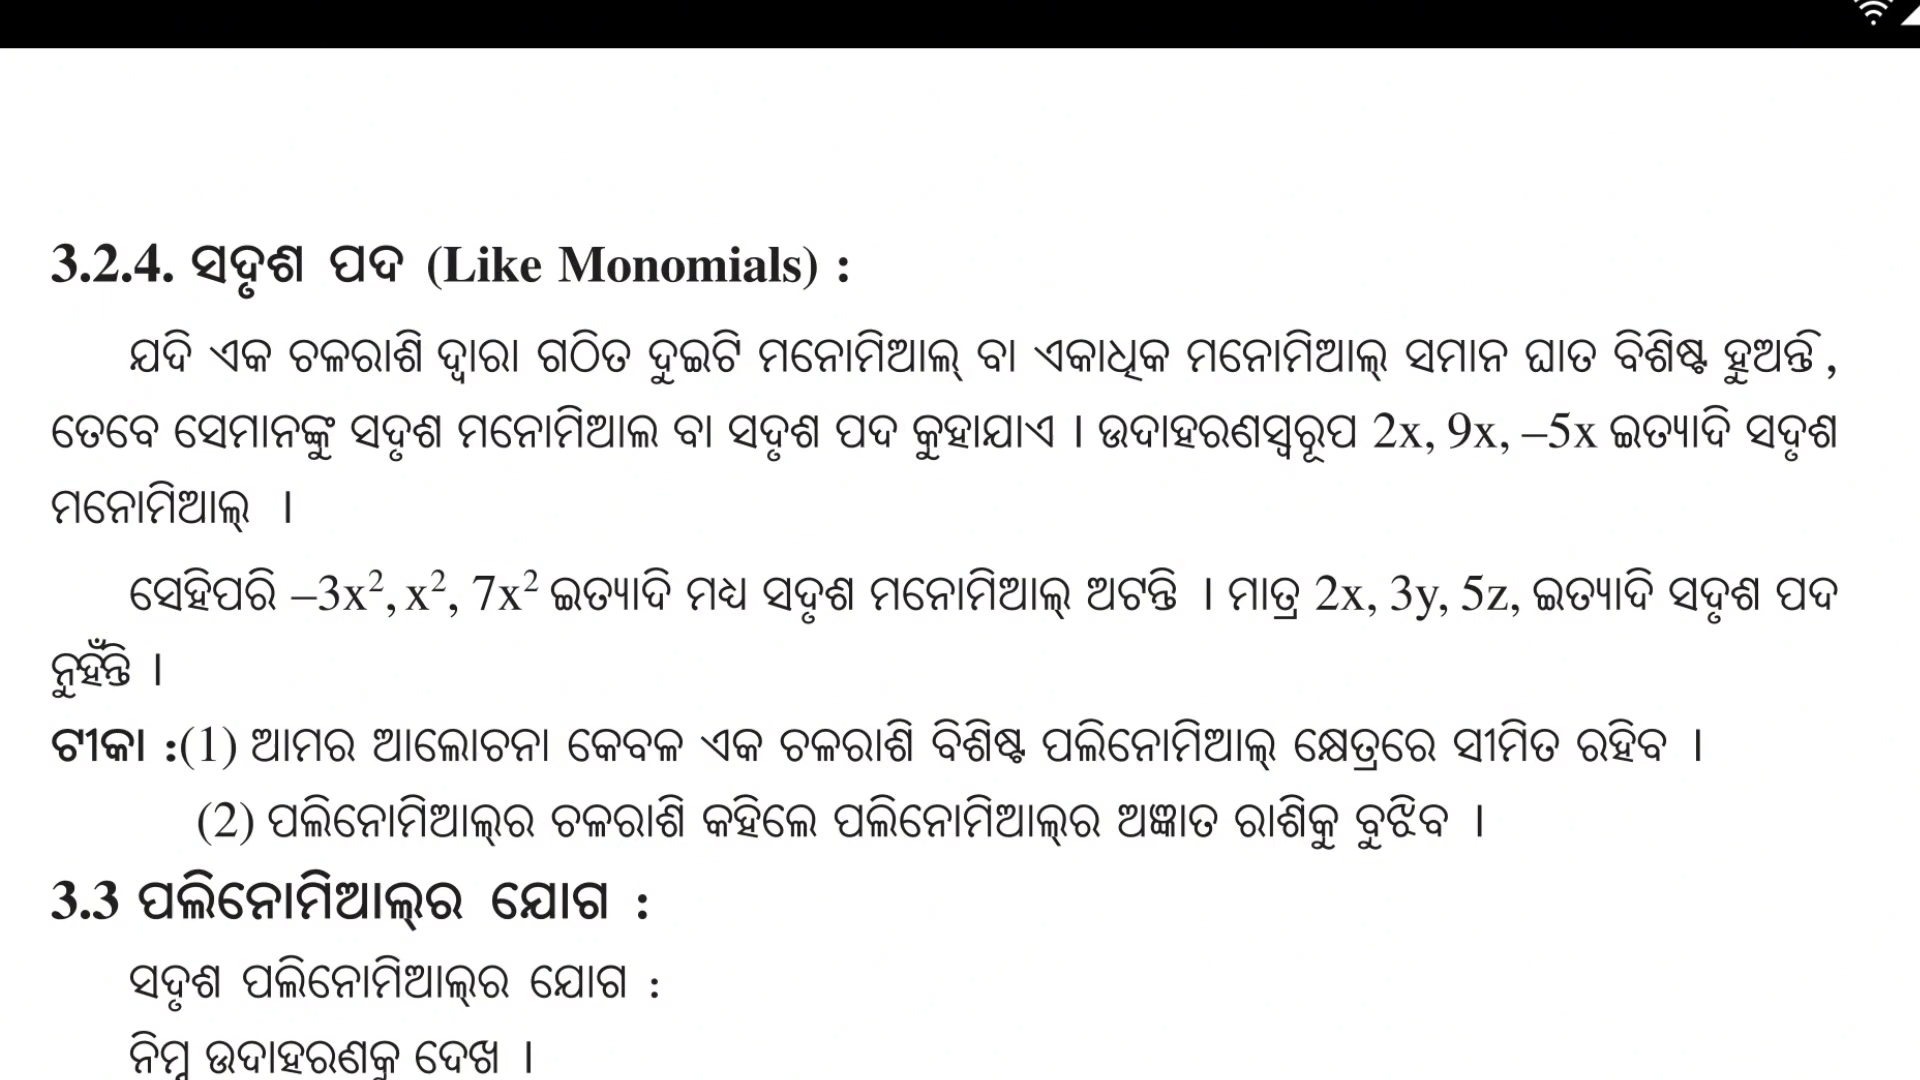 3.2.4. ସଦୃଶ ପଦ (Like Monomials) :
ଯଦି ଏକ ଚଳରାଶି ଦ୍ୱାରା ଗଠିତ ଦୁଇଟି ମନୋମିଆଲ୍ ବା ଏକାଧିକ ମନୋମିଆଲ୍ ସମାନ ଘାତ ବିଶିଷ୍ଟ ହୁଅନ୍ତି,
ତେବେ ସେମାନଙ୍କୁ ସଦୃଶ ମନୋମିଆଲ ବା ସଦୃଶ ପଦ କୁହାଯାଏ । ଉଦାହରଣସ୍ୱରୂପ 2x, 9x, –5x ଇତ୍ୟାଦି ସଦୃଶ
ମନୋମିଆଲ୍ ।
ସେହିପରି –3x², x², 7x² ଇତ୍ୟାଦି ମଧ୍ୟ ସଦୃଶ ମନୋମିଆଲ୍ ଅଟନ୍ତି । ମାତ୍ର 2x, 3y, 5z, ଇତ୍ୟାଦି ସଦୃଶ ପଦ
ନୁହଁନ୍ତି ।
ଟୀକା :(1) ଆମର ଆଲୋଚନା କେବଳ ଏକ ଚଳରାଶି ବିଶିଷ୍ଟ ପଲିନୋମିଆଲ୍ କ୍ଷେତ୍ରରେ ସୀମିତ ରହିବ ।
(2) ପଲିନୋମିଆଲ୍‌ର ଚଳରାଶି କହିଲେ ପଲିନୋମିଆଲ୍‌ର ଅଜ୍ଞାତ ରାଶିକୁ ବୁଝିବ ।
3.3 ପଲିନୋମିଆଲ୍‌ର ଯୋଗ :
ସଦୃଶ ପଲିନୋମିଆଲ୍‌ର ଯୋଗ :
ନିମ୍ନ ଉଦାହରଣକୁ ଦେଖ ।